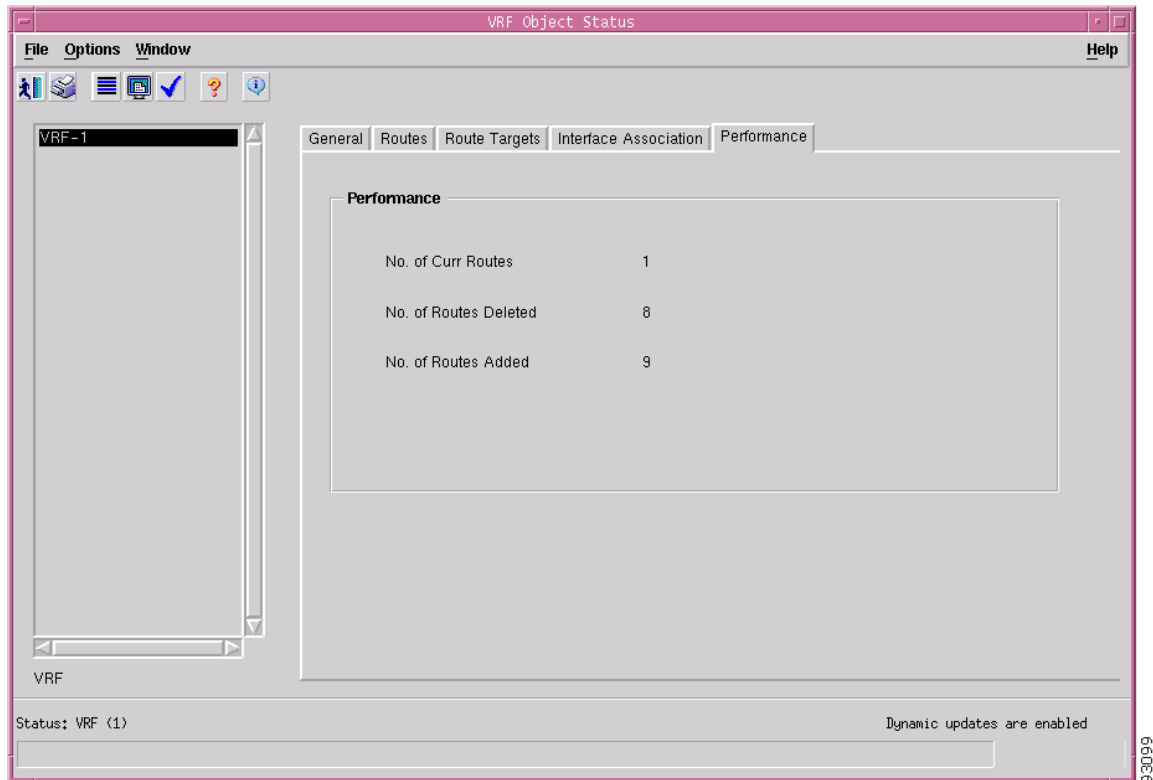 VRF Object Status
File Options Window Help
VRF-1
General Routes Route Targets Interface Association Performance
Performance
No. of Curr Routes 1
No. of Routes Deleted 8
No. of Routes Added 9
VRF
Status: VRF (1) Dynamic updates are enabled